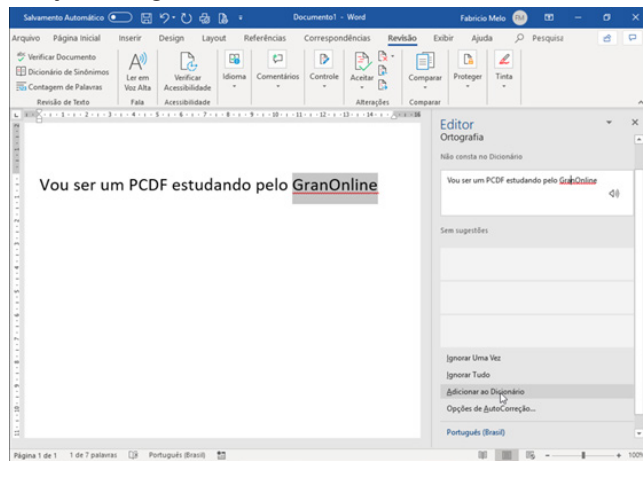 Salvamento Automático
Documento1 - Word
Fabricio Melo
FM
Arquivo Página Inicial Inserir Design Layout Referências Correspondências Revisão Exibir Ajuda Pesquisa
Verificar Documento
Dicionário de Sinônimos
Contagem de Palavras
Revisão de Texto
Ler em
Voz Alta
Fala
Verificar
Acessibilidade
Acessibilidade
Idioma
Comentários
Controle
Aceitar
Alterações
Comparar
Comparar
Proteger
Tinta
Vou ser um PCDF estudando pelo GranOnline
Editor
Ortografia
Não consta no Dicionário
Vou ser um PCDF estudando pelo GranOnline
Sem sugestões
Ignorar Uma Vez
Ignorar Tudo
Adicionar ao Dicionário
Opções de AutoCorreção...
Português (Brasil)
Página 1 de 1 1 de 7 palavras Português (Brasil) 100%